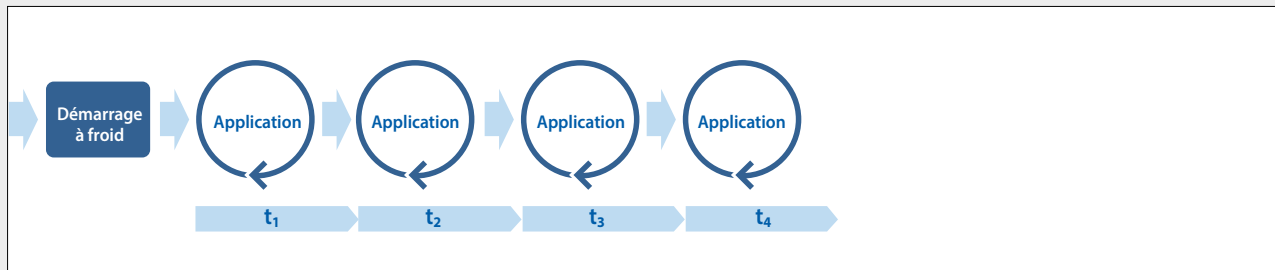 Démarrage
à froid
Application
Application
Application
Application
t₁
t₂
t₃
t₄